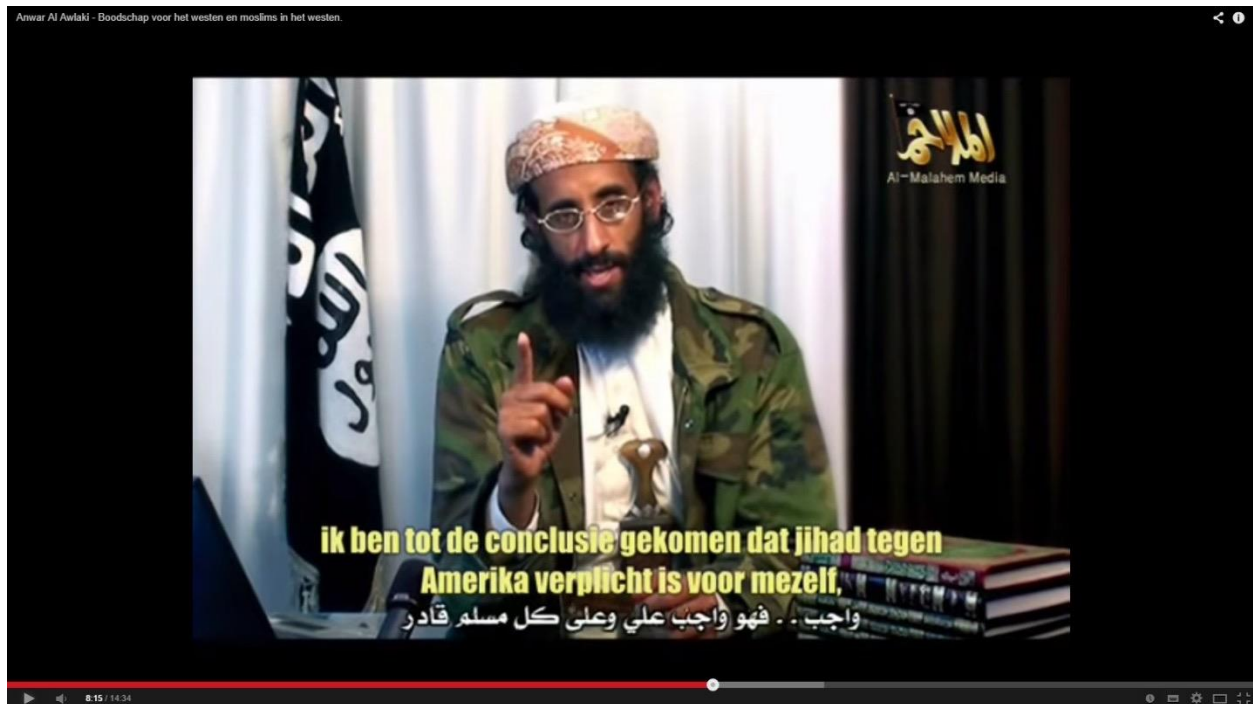 Anwar Al Awlaki - Boodschap voor het westen en moslims in het westen.
الملاحم
Al-Malahem Media
الله
رسول
ik ben tot de conclusie gekomen dat jihad tegen
Amerika verplicht is voor mezelf,
واجب . . فهو واجب علي وعلى كل مسلم قادر
8:15 / 14:34